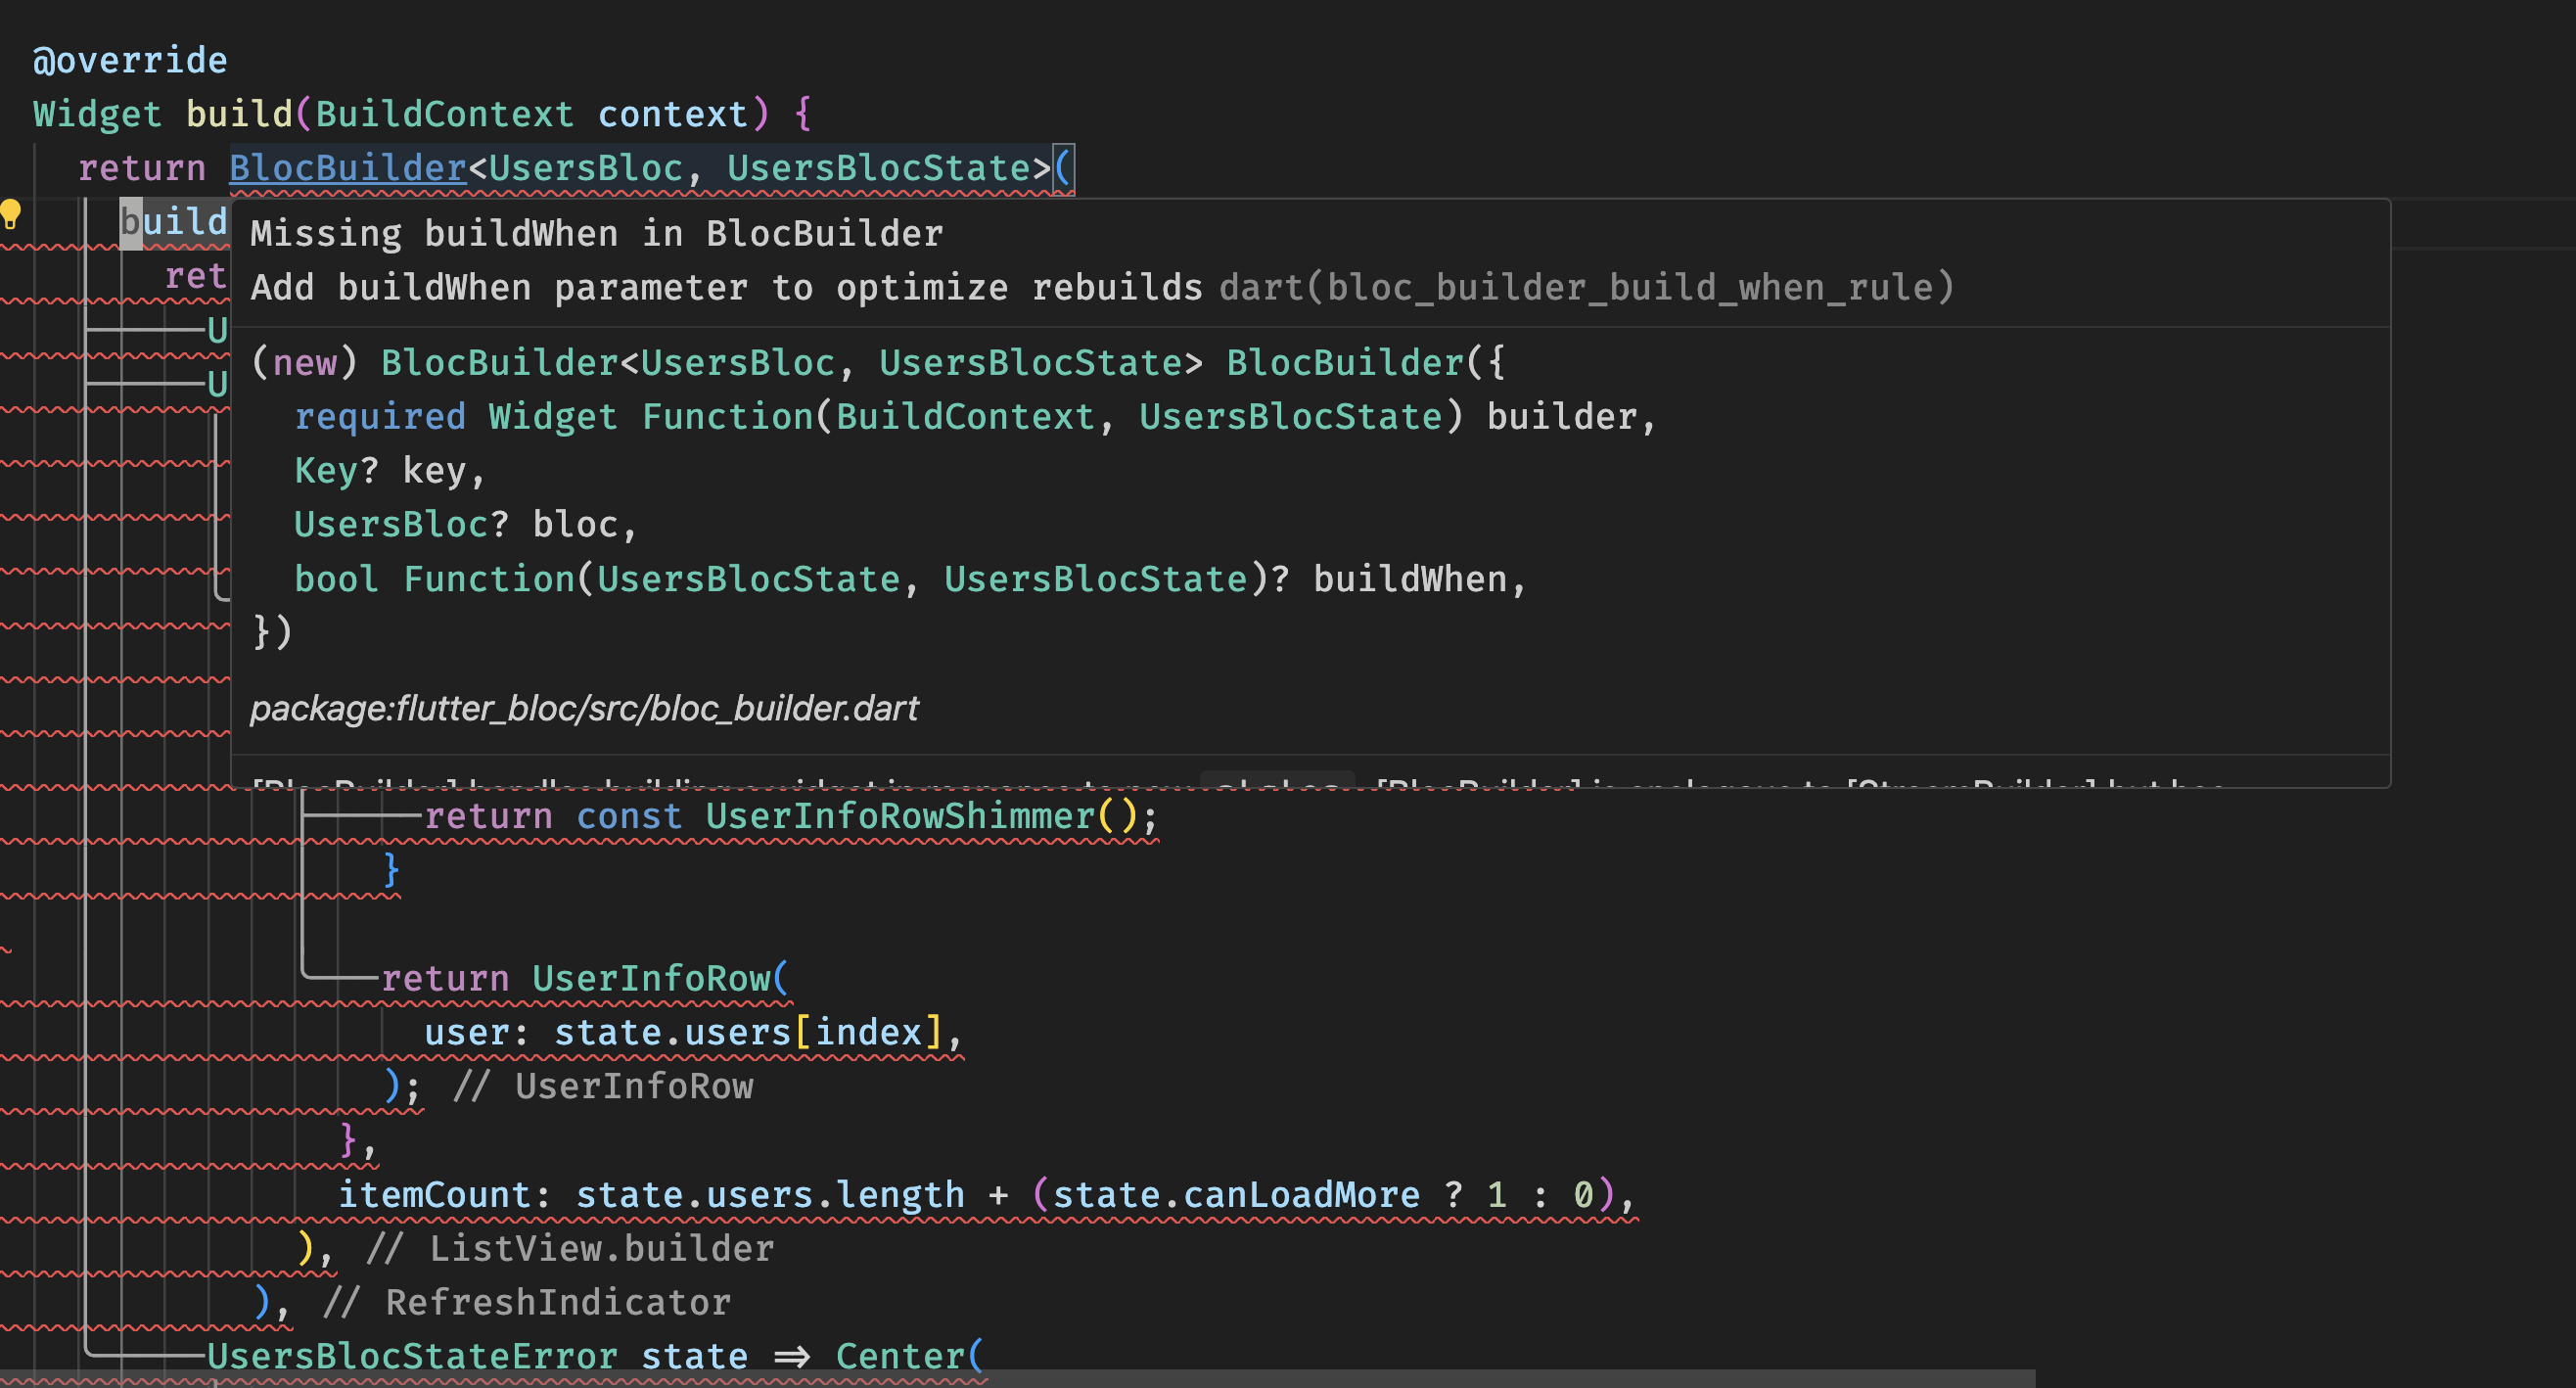 @override
Widget build(BuildContext context) {
return BlocBuilder<UsersBloc, UsersBlocState>(
build
Missing buildWhen in BlocBuilder
ret
Add buildWhen parameter to optimize rebuilds dart(bloc_builder_build_when_rule)
U
(new) BlocBuilder<UsersBloc, UsersBlocState> BlocBuilder({
U
required Widget Function(BuildContext, UsersBlocState) builder,
Key? key,
UsersBloc? bloc,
bool Function(UsersBlocState, UsersBlocState)? buildWhen,
})
package:flutter_bloc/src/bloc_builder.dart
return const UserInfoRowShimmer();
}
return UserInfoRow(
user: state.users[index],
); // UserInfoRow
},
itemCount: state.users.length + (state.canLoadMore ? 1 : 0),
), // ListView.builder
), // RefreshIndicator
UsersBlocStateError state => Center(